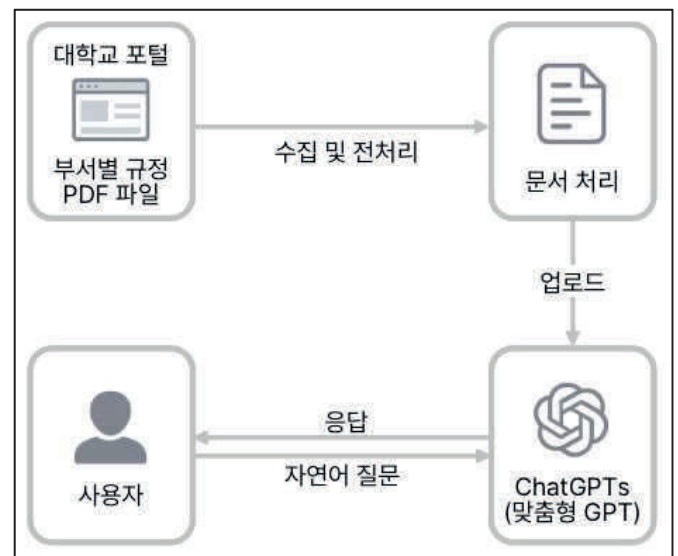 대학교 포털
부서별 규정
PDF 파일
수집 및 전처리
문서 처리
업로드
응답
자연어 질문
사용자
ChatGPTs
(맞춤형 GPT)